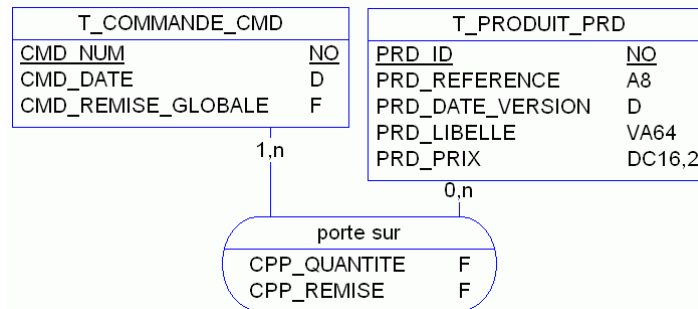 T_COMMANDE_CMD
CMD_NUM NO
CMD_DATE D
CMD_REMISE_GLOBALE F
T_PRODUIT_PRD
PRD_ID NO
PRD_REFERENCE A8
PRD_DATE_VERSION D
PRD_LIBELLE VA64
PRD_PRIX DC16,2
1,n
0,n
porte sur
CPP_QUANTITE F
CPP_REMISE F